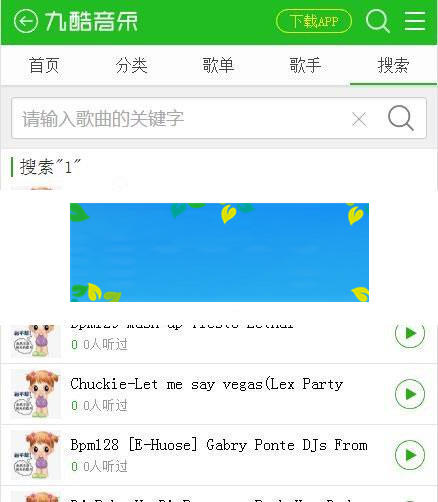 九酷音乐
下载APP
首页 分类 歌单 歌手 搜索
请输入歌曲的关键字
搜索"1"
0 0人听过
Chuckie-Let me say vegas(Lex Party
0 0人听过
Bpm128 [E-Huose] Gabry Ponte DJs From
0 0人听过